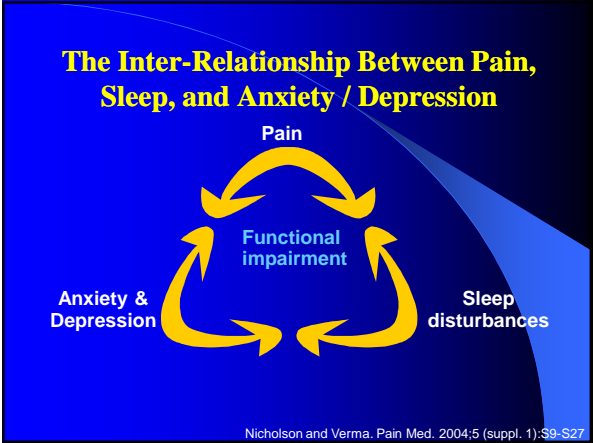 The Inter-Relationship Between Pain,
Sleep, and Anxiety / Depression
Pain
Functional
impairment
Anxiety &
Depression
Sleep
disturbances
Nicholson and Verma. Pain Med. 2004;5 (suppl. 1):S9-S27